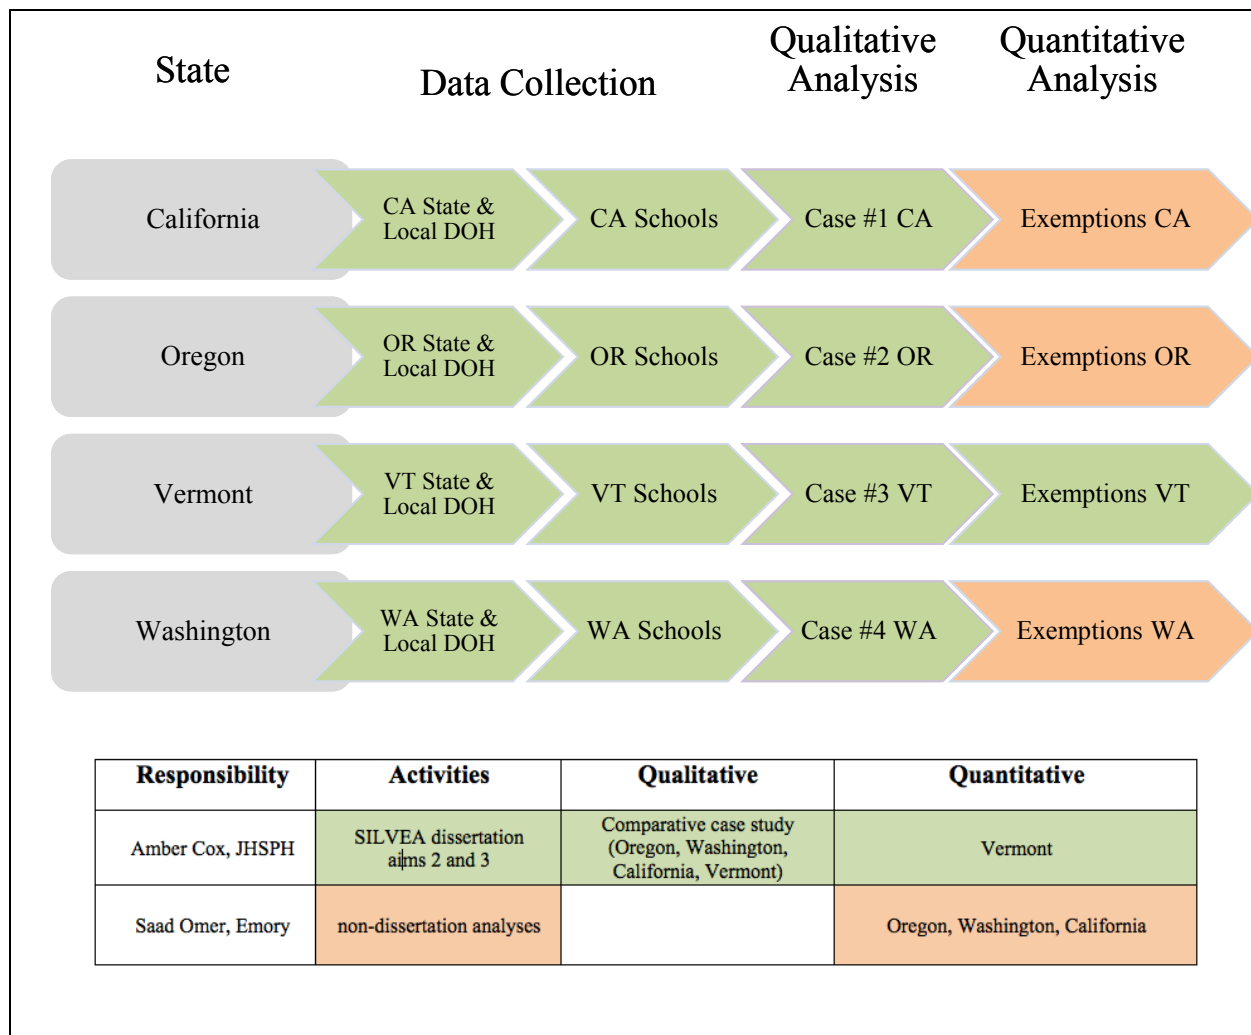 State
Data Collection
Qualitative
Analysis
Quantitative
Analysis
California
CA State &
Local DOH
CA Schools
Case #1 CA
Exemptions CA
Oregon
OR State &
Local DOH
OR Schools
Case #2 OR
Exemptions OR
Vermont
VT State &
Local DOH
VT Schools
Case #3 VT
Exemptions VT
Washington
WA State &
Local DOH
WA Schools
Case #4 WA
Exemptions WA
Responsibility
Activities
Qualitative
Quantitative
Amber Cox, JHSPH
SILVEA dissertation
aims 2 and 3
Comparative case study
(Oregon, Washington,
California, Vermont)
Vermont
Saad Omer, Emory
non-dissertation analyses
Oregon, Washington, California